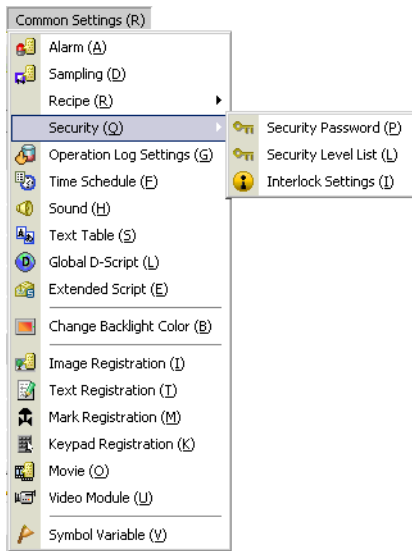 Common Settings (R)
Alarm (A)
Sampling (D)
Recipe (R)
Security (Q)
Security Password (P)
Security Level List (L)
Interlock Settings (I)
Operation Log Settings (G)
Time Schedule (F)
Sound (H)
Text Table (S)
Global D-Script (L)
Extended Script (E)
Change Backlight Color (B)
Image Registration (I)
Text Registration (T)
Mark Registration (M)
Keypad Registration (K)
Movie (O)
Video Module (U)
Symbol Variable (V)